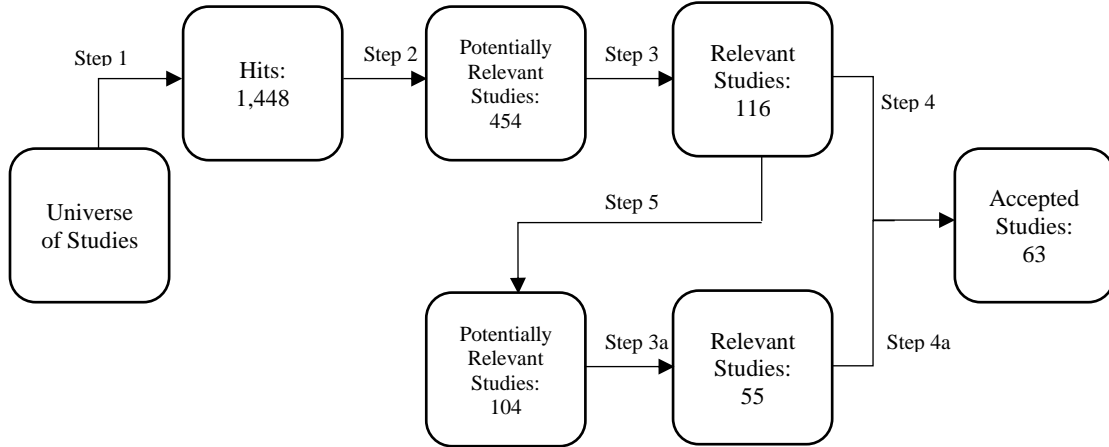 Step 1
Hits:
1,448
Step 2
Potentially
Relevant
Studies:
454
Step 3
Relevant
Studies:
116
Step 4
Universe
of Studies
Step 5
Accepted
Studies:
63
Potentially
Relevant
Studies:
104
Step 3a
Relevant
Studies:
55
Step 4a